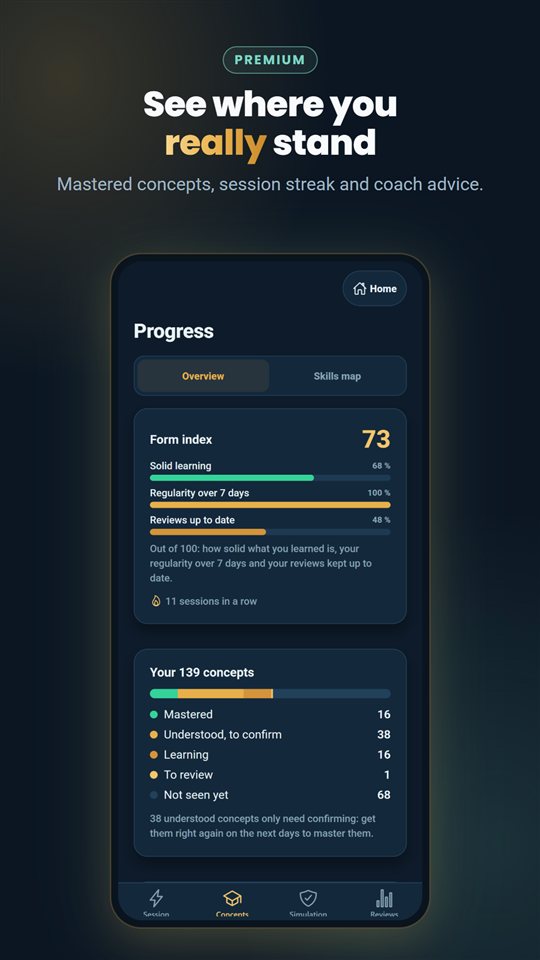 PREMIUM
See where you
really stand
Mastered concepts, session streak and coach advice.
Home
Progress
Overview
Skills map
Form index
73
Solid learning
68 %
Regularity over 7 days
100 %
Reviews up to date
48 %
Out of 100: how solid what you learned is, your
regularity over 7 days and your reviews kept up to
date.
11 sessions in a row
Your 139 concepts
Mastered
16
Understood, to confirm
38
Learning
16
To review
1
Not seen yet
68
38 understood concepts only need confirming: get
them right again on the next days to master them.
Session
Concepts
Simulation
Reviews